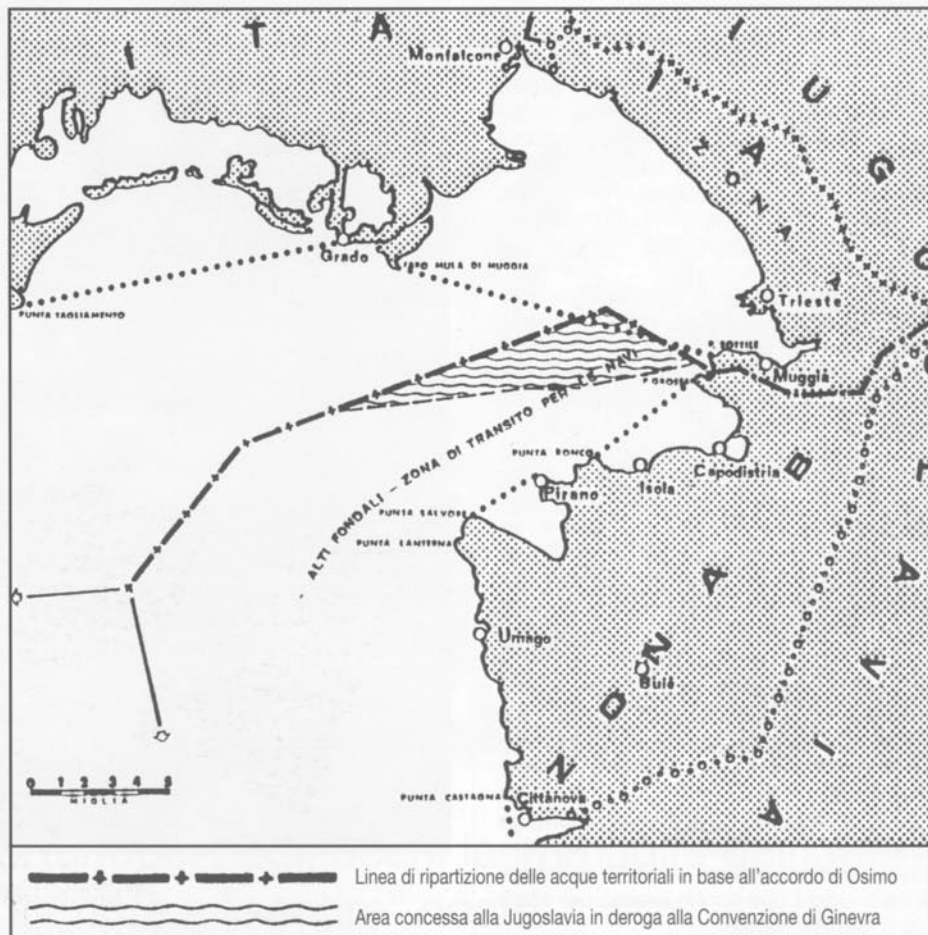 ITALIA
JUGOSLAVIA
Monfalcone
ZONA A
Grado
CAPO MULA DI MUGGIA
PUNTA TAGLIAMENTO
Trieste
P. SOTTILE
Muggia
P. GROSSA
ALTI FONDALI - ZONA DI TRANSITO PER LE NAVI
PUNTA RONCO
Capodistria
Isola
Pirano
PUNTA SALVORE
PUNTA LANTERNA
ZONA B
Umago
Buie
0 1 2 3 4 5
MIGLIA
PUNTA CASTAGNA
Cittanova
Linea di ripartizione delle acque territoriali in base all'accordo di Osimo
Area concessa alla Jugoslavia in deroga alla Convenzione di Ginevra